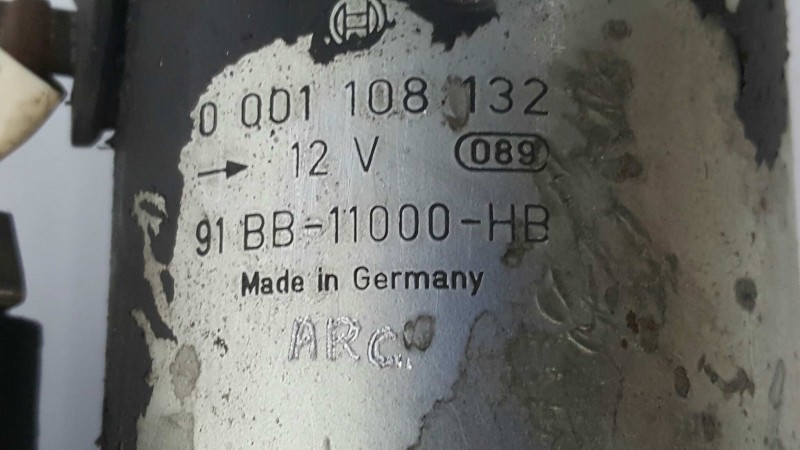 0 001 108 132
→ 12 V 089
91 BB-11000-HB
Made in Germany
ARC